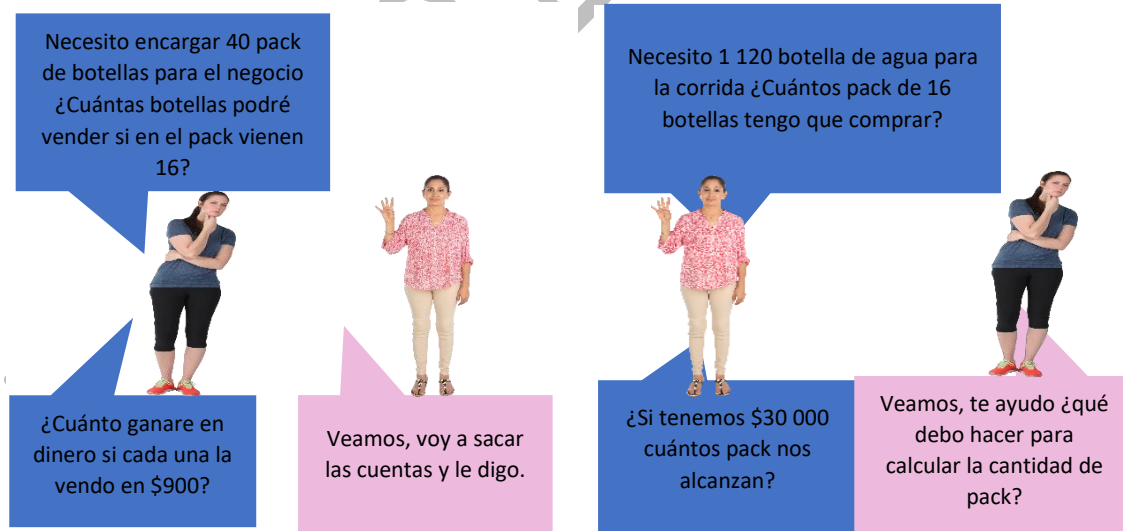 Necesito encargar 40 pack
de botellas para el negocio
¿Cuántas botellas podré
vender si en el pack vienen
16?
¿Cuánto ganare en
dinero si cada una la
vendo en $900?
Veamos, voy a sacar
las cuentas y le digo.
Necesito 1 120 botella de agua para
la corrida ¿Cuántos pack de 16
botellas tengo que comprar?
¿Si tenemos $30 000
cuántos pack nos
alcanzan?
Veamos, te ayudo ¿qué
debo hacer para
calcular la cantidad de
pack?